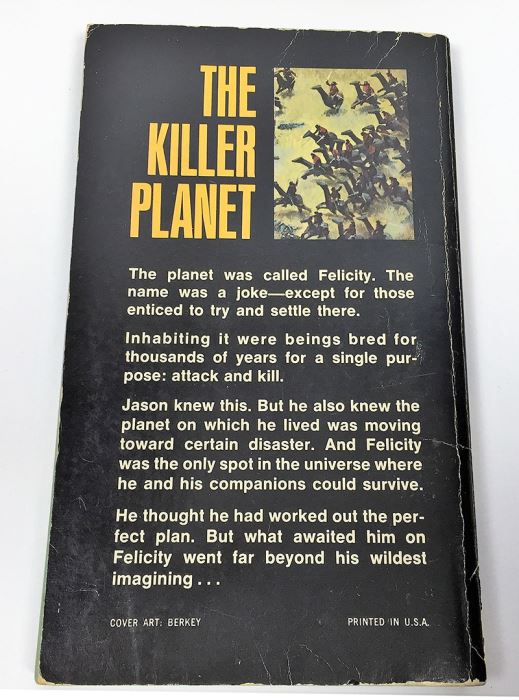 THE
KILLER
PLANET
The planet was called Felicity. The
name was a joke—except for those
enticed to try and settle there.
Inhabiting it were beings bred for
thousands of years for a single pur-
pose: attack and kill.
Jason knew this. But he also knew the
planet on which he lived was moving
toward certain disaster. And Felicity
was the only spot in the universe where
he and his companions could survive.
He thought he had worked out the per-
fect plan. But what awaited him on
Felicity went far beyond his wildest
imagining . . .
COVER ART: BERKEY
PRINTED IN U.S.A.